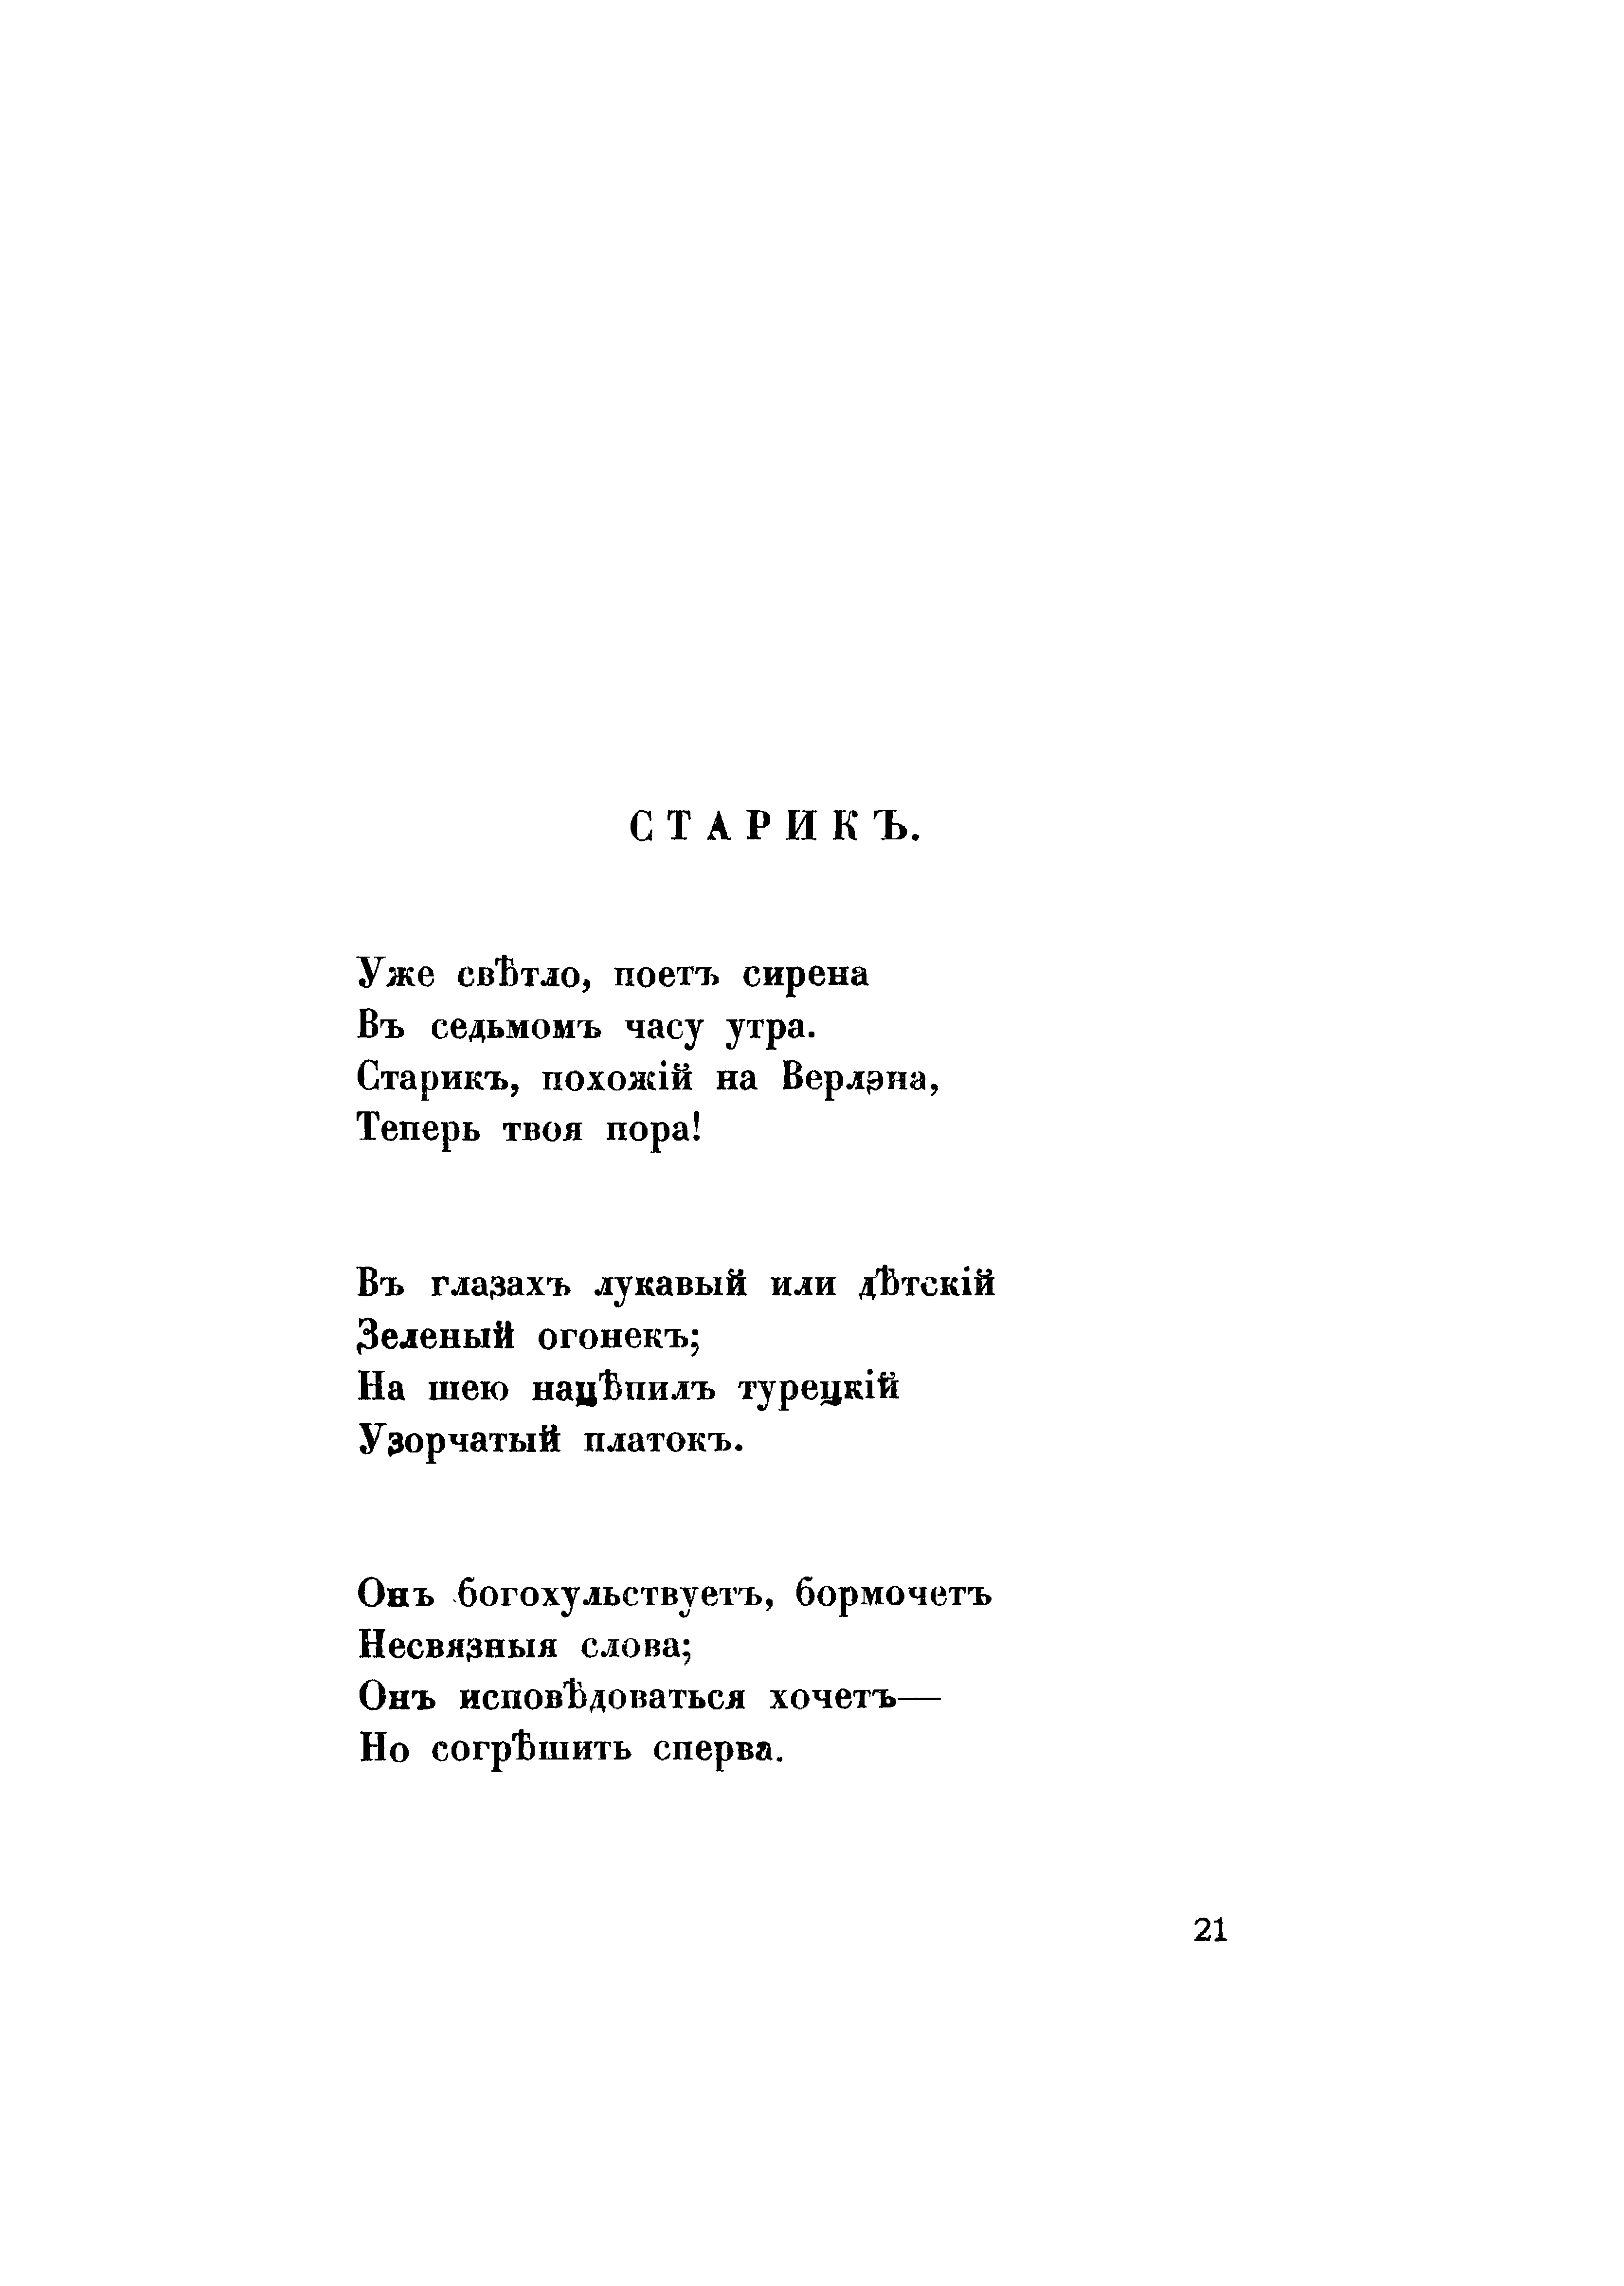 СТАРИКЪ.
Уже свѣтло, поетъ сирена
Въ седьмомъ часу утра.
Старикъ, похожій на Верлэна,
Теперь твоя пора!
Въ глазахъ лукавый или дѣтскій
Зеленый огонекъ;
На шею нацѣпилъ турецкій
Узорчатый платокъ.
Онъ богохульствуетъ, бормочетъ
Несвязныя слова;
Онъ исповѣдоваться хочетъ—
Но согрѣшить сперва.
21